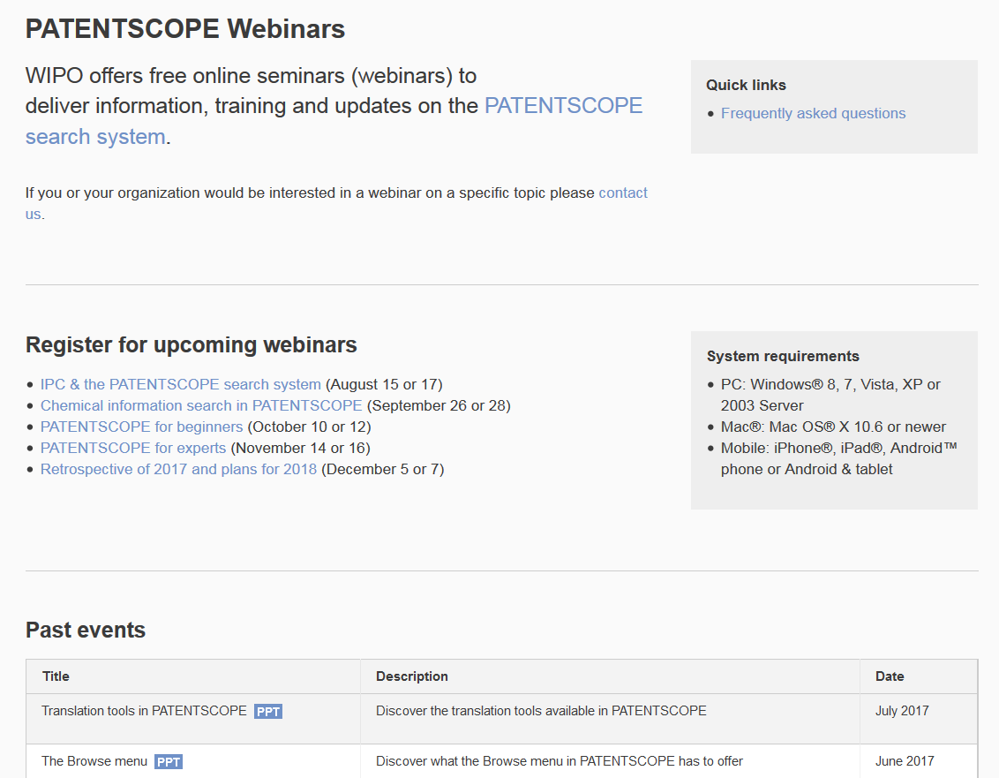 PATENTSCOPE Webinars
WIPO offers free online seminars (webinars) to
deliver information, training and updates on the PATENTSCOPE
search system.
If you or your organization would be interested in a webinar on a specific topic please contact
us.
Quick links
• Frequently asked questions
Register for upcoming webinars
• IPC & the PATENTSCOPE search system (August 15 or 17)
• Chemical information search in PATENTSCOPE (September 26 or 28)
• PATENTSCOPE for beginners (October 10 or 12)
• PATENTSCOPE for experts (November 14 or 16)
• Retrospective of 2017 and plans for 2018 (December 5 or 7)
System requirements
• PC: Windows® 8, 7, Vista, XP or
2003 Server
• Mac®: Mac OS® X 10.6 or newer
• Mobile: iPhone®, iPad®, Android™
phone or Android & tablet
Past events
Title Description Date
Translation tools in PATENTSCOPE PPT Discover the translation tools available in PATENTSCOPE July 2017
The Browse menu PPT Discover what the Browse menu in PATENTSCOPE has to offer June 2017